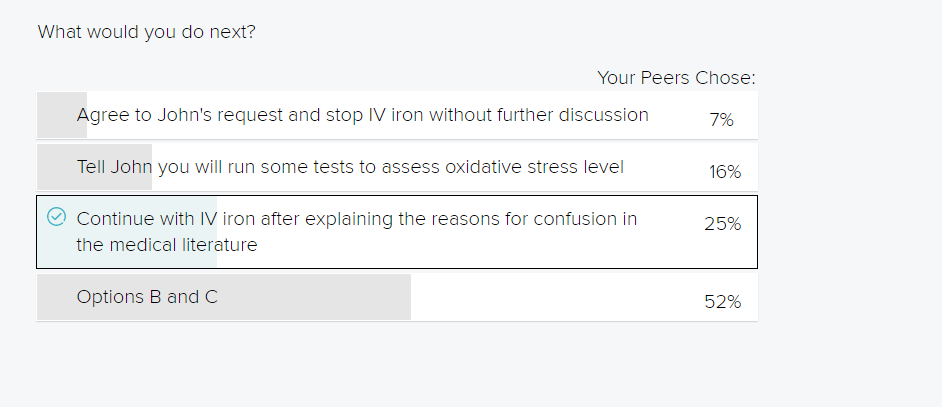 What would you do next?
Your Peers Chose:
Agree to John's request and stop IV iron without further discussion
7%
Tell John you will run some tests to assess oxidative stress level
16%
Continue with IV iron after explaining the reasons for confusion in
the medical literature
25%
Options B and C
52%